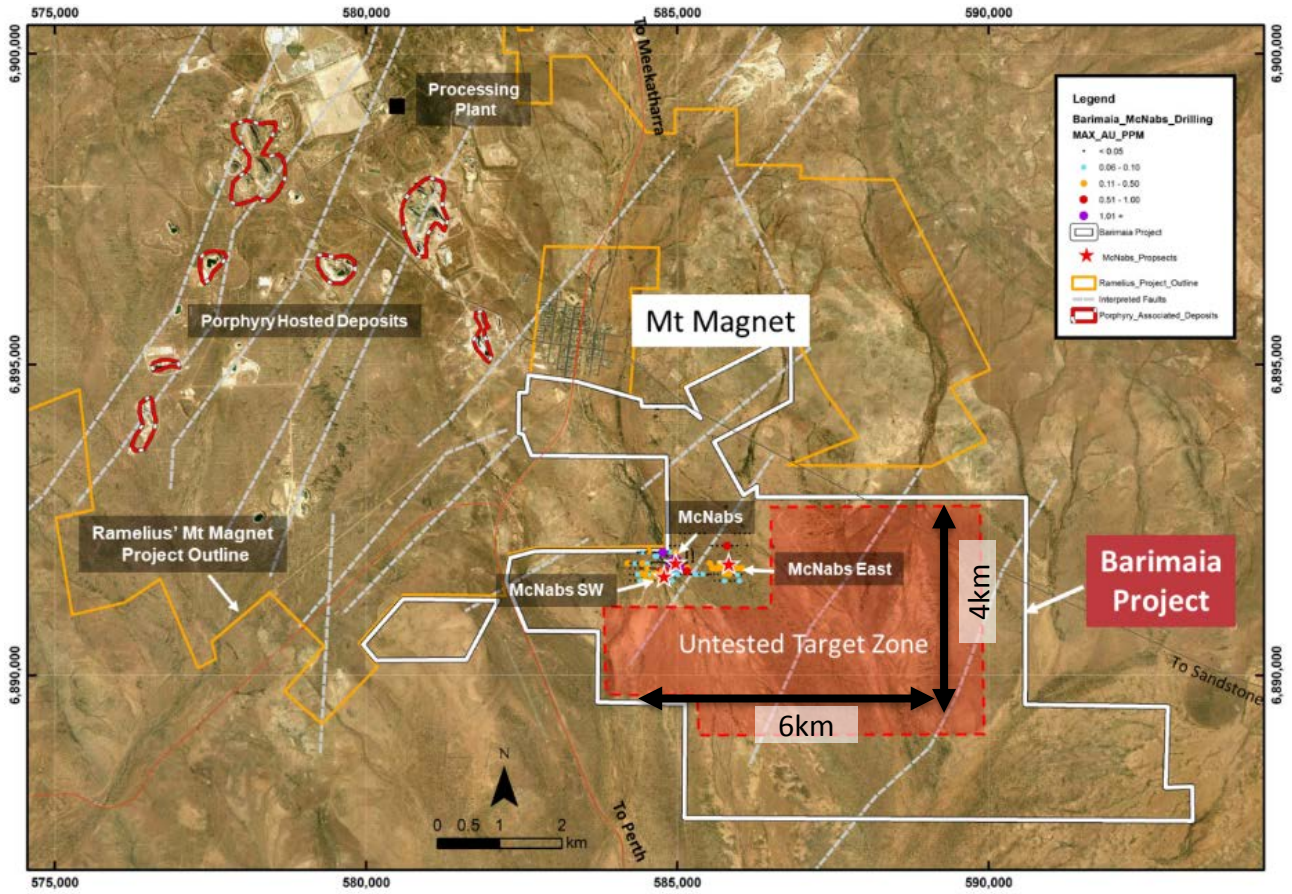 575,000
580,000
585,000
590,000
6,900,000
6,900,000
To Meekatharra
Processing
Plant
Legend
Barimaia_McNabs_Drilling
MAX_AU_PPM
< 0.05
0.06 - 0.10
0.11 - 0.50
0.51 - 1.00
1.01 +
Barimaia Project
McNabs_Propsects
Ramelius_Project_Outline
Interpreted Faults
Porphyry_Associated_Deposits
Porphyry Hosted Deposits
Mt Magnet
6,895,000
6,895,000
Ramelius' Mt Magnet
Project Outline
McNabs
McNabs East
McNabs SW
Barimaia
Project
4km
Untested Target Zone
6,890,000
6,890,000
To Sandstone
6km
N
0 0.5 1 2
km
To Perth
575,000
580,000
585,000
590,000